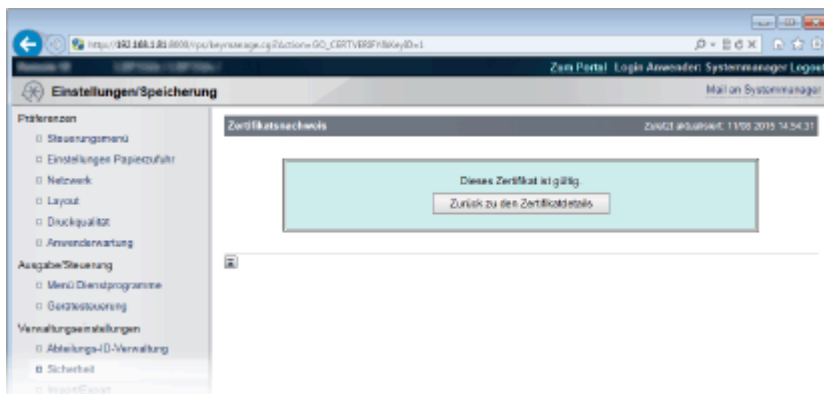 Zum Portal Login Anwender: Systemmanager Logout
Einstellungen/Speicherung
Mail an Systemmanager
Präferenzen
Steuerungsmenü
Einstellungen Papierzufuhr
Netzwerk
Layout
Druckqualität
Anwenderwartung
Ausgabe/Steuerung
Menü Dienstprogramme
Gerätesteuerung
Verwaltungseinstellungen
Abteilungs-ID-Verwaltung
Sicherheit
Import/Export
Zertifikatsnachweis
Zuletzt aktualisiert: 11/08 2015 14:54:31
Dieses Zertifikat ist gültig.
Zurück zu den Zertifikatdetails